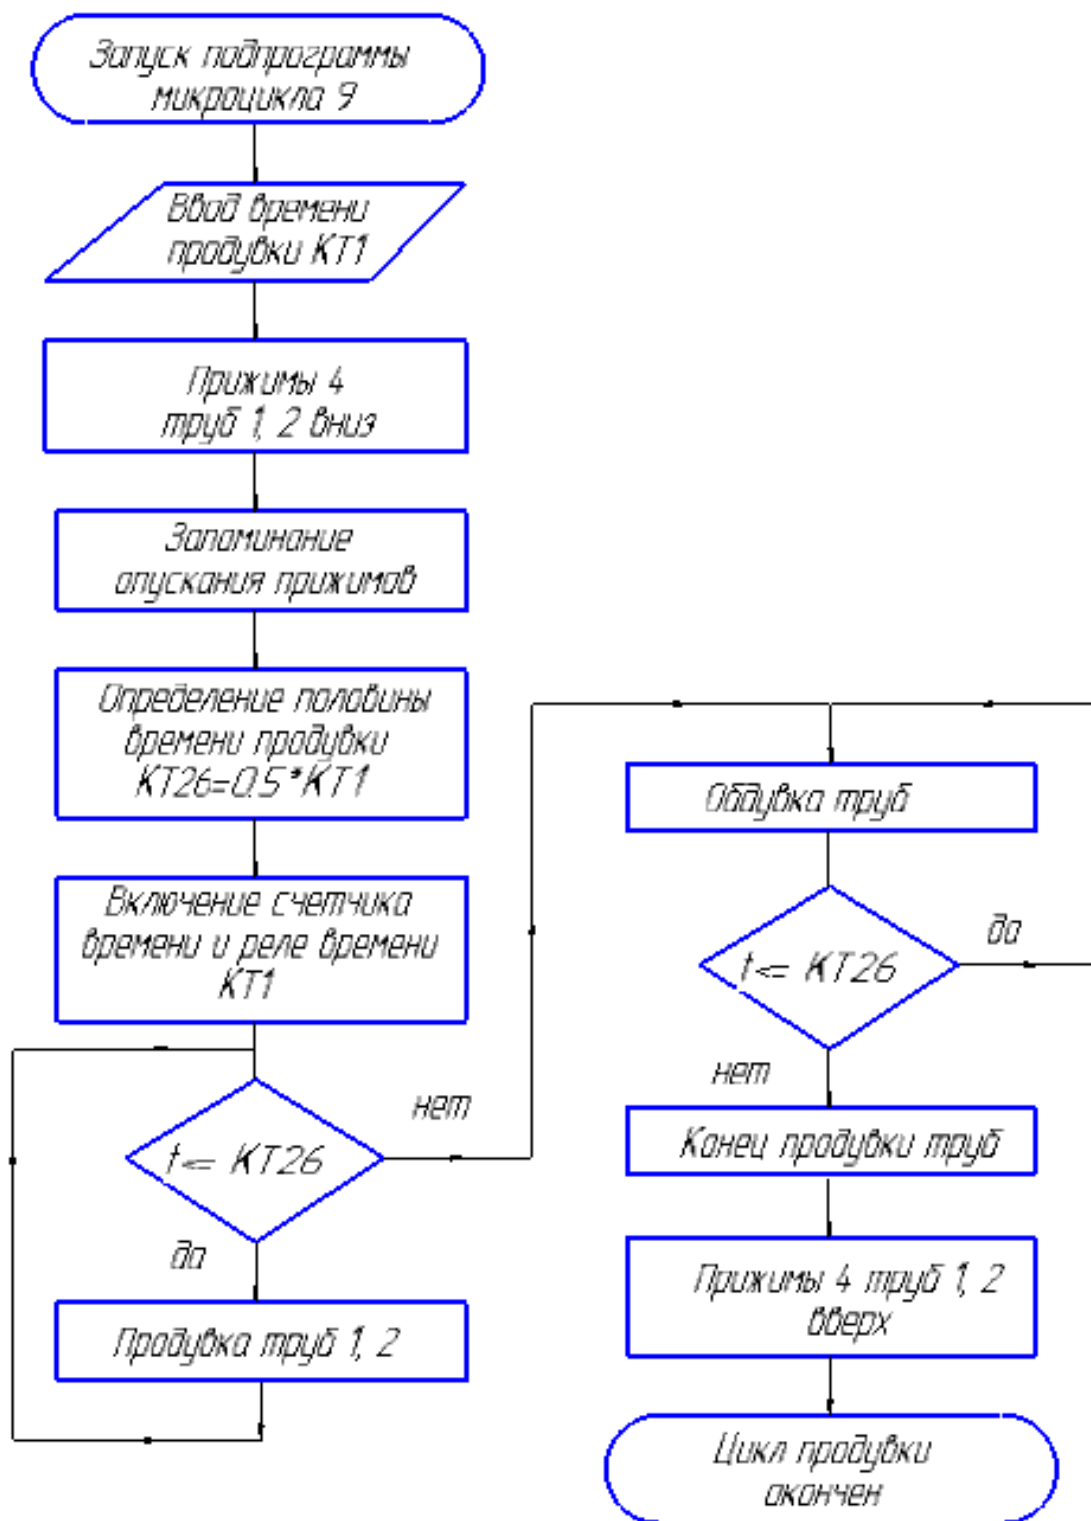 Запуск подпрограммы
микроцикла 9
Ввод времени
продувки КТ1
Прижимы 4
труб 1, 2 вниз
Запоминание
опускания прижимов
Определение половины
времени продувки
КТ26=0.5*КТ1
Включение счетчика
времени и реле времени
КТ1
t<= КТ26
нет
да
Продувка труб 1, 2
Обдувка труб
t<= КТ26
да
нет
Конец продувки труб
Прижимы 4 труб 1, 2
вверх
Цикл продувки
окончен